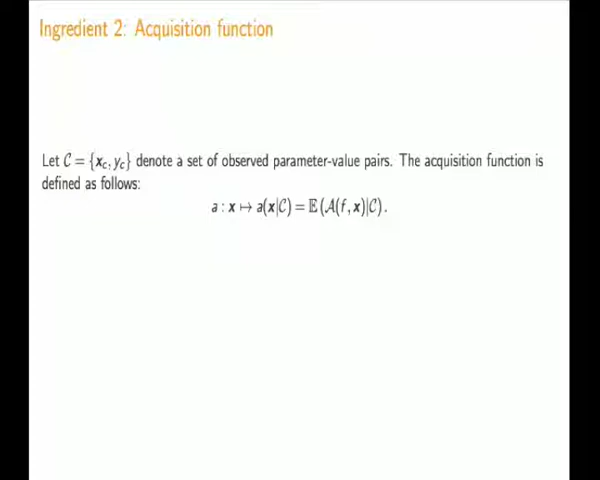 Ingredient 2: Acquisition function
Let 𝒞 = {x_c, y_c} denote a set of observed parameter-value pairs. The acquisition function is
defined as follows:
a : x ↦ a(x|𝒞) = 𝔼 (𝒜(f, x)|𝒞).